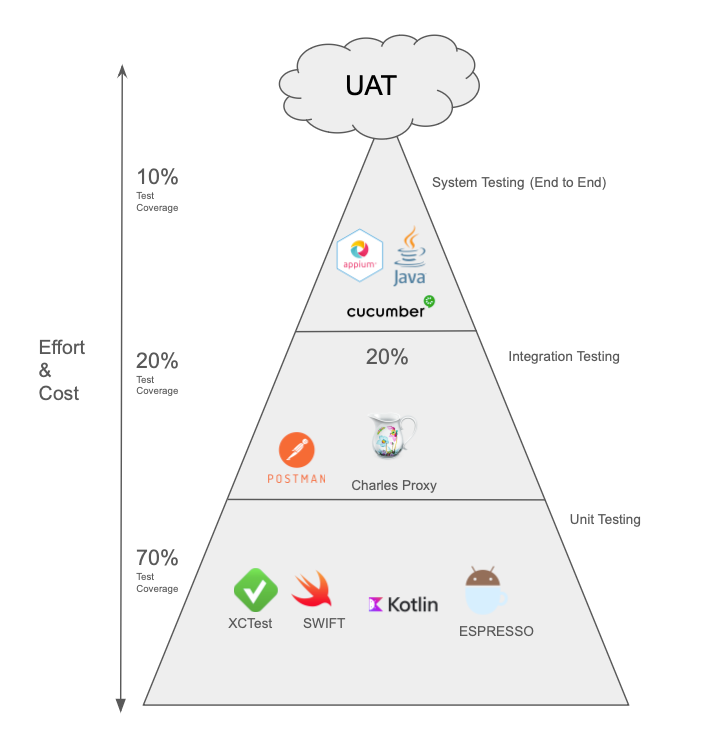 UAT
10%
Test
Coverage
System Testing (End to End)
appium
Java
cucumber
Effort
&
Cost
20%
Test
Coverage
20%
Integration Testing
POSTMAN
Charles Proxy
Unit Testing
70%
Test
Coverage
Kotlin
XCTest
SWIFT
ESPRESSO